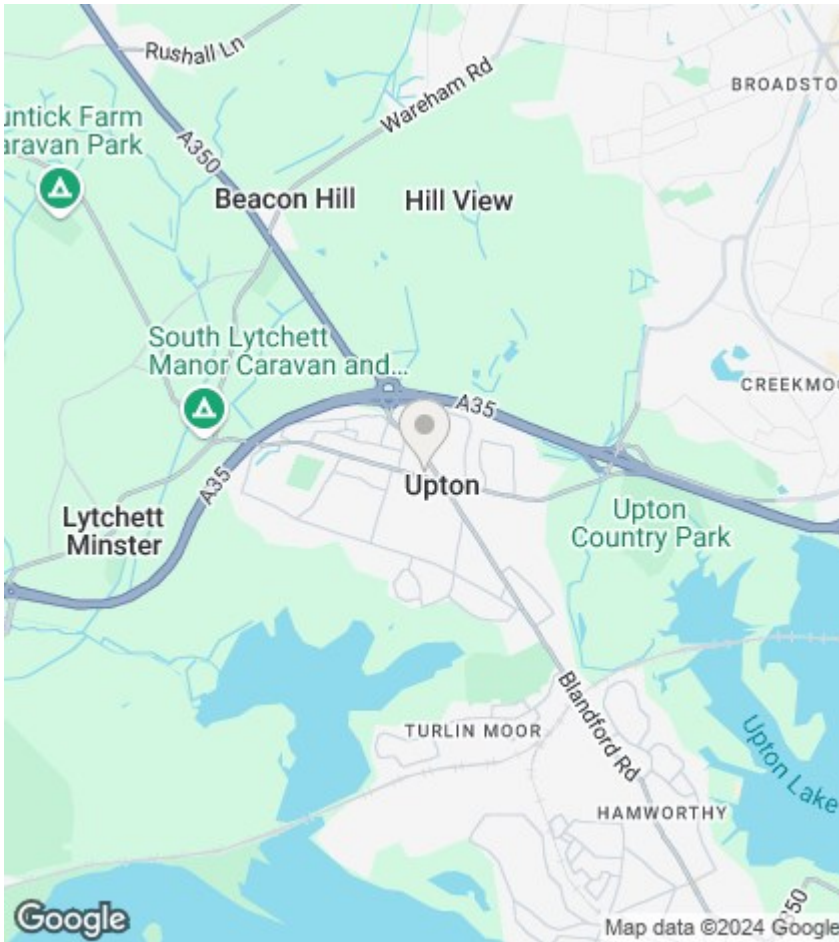 Rushall Ln
Wareham Rd
BROADSTO
untick Farm
aravan Park
A350
Beacon Hill
Hill View
South Lytchett
Manor Caravan and...
CREEKMO
A35
A35
Upton
Lytchett
Minster
Upton
Country Park
Blandford Rd
TURLIN MOOR
Upton Lake
HAMWORTHY
350
Google
Map data ©2024 Google